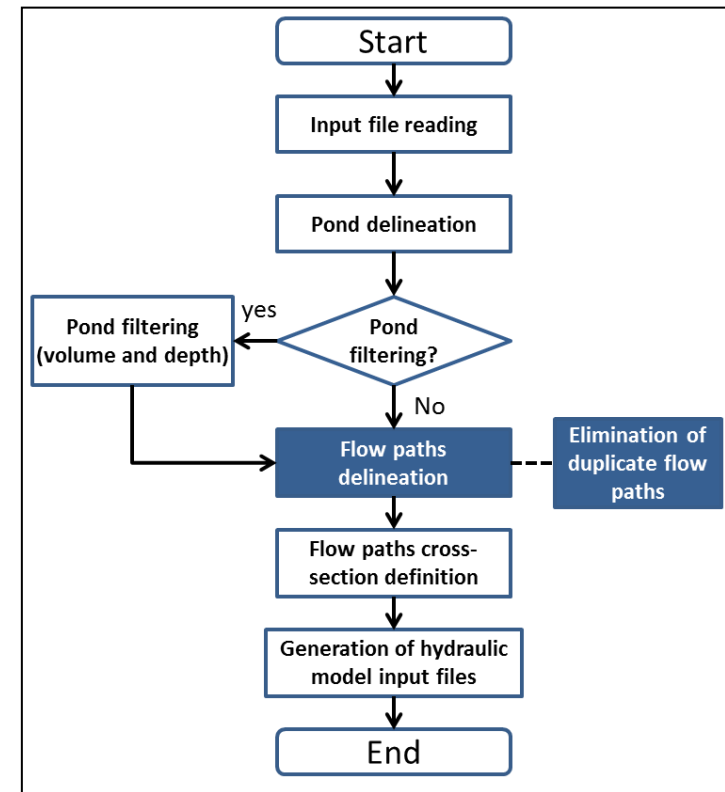 Start
Input file reading
Pond delineation
yes
Pond filtering
(volume and depth)
Pond
filtering?
No
Flow paths
delineation
Elimination of
duplicate flow
paths
Flow paths cross-
section definition
Generation of hydraulic
model input files
End